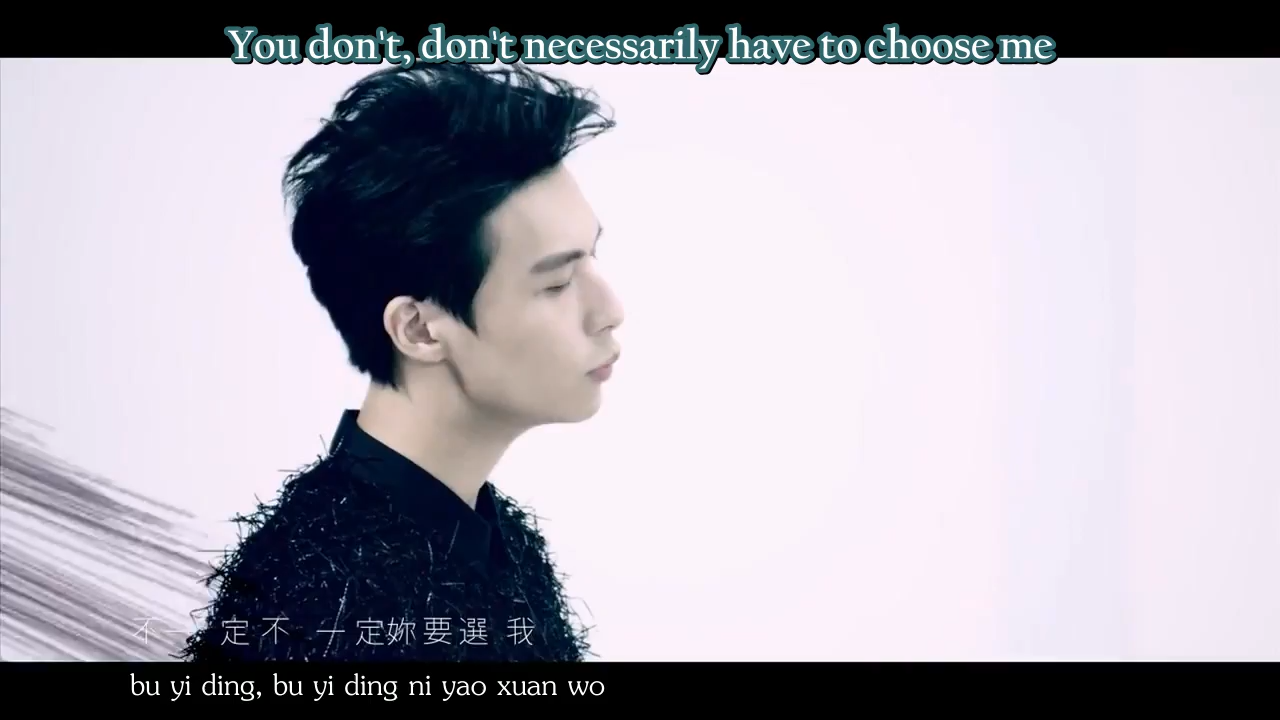 You don't, don't necessarily have to choose me
不一定不 一定妳要選 我
bu yi ding, bu yi ding ni yao xuan wo